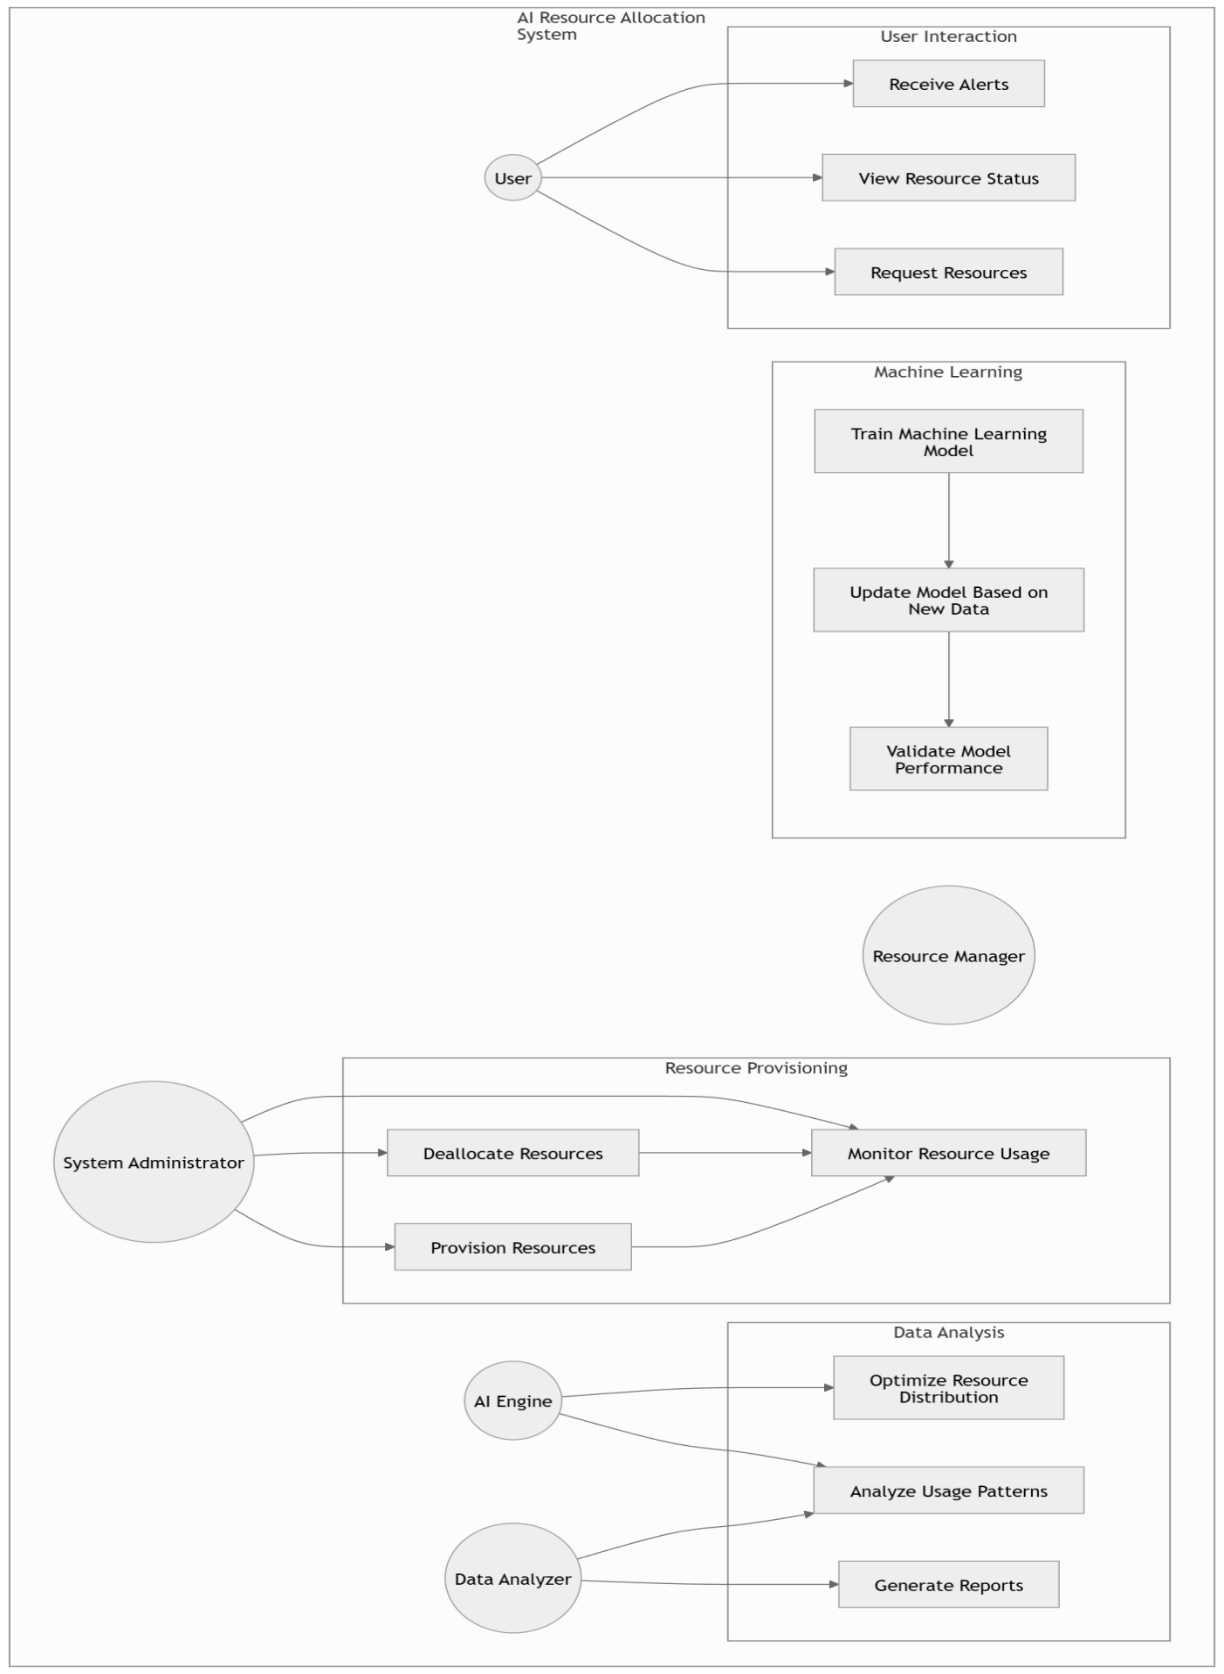 AI Resource Allocation
System
User Interaction
Receive Alerts
User
View Resource Status
Request Resources
Machine Learning
Train Machine Learning
Model
Update Model Based on
New Data
Validate Model
Performance
Resource Manager
Resource Provisioning
System Administrator
Deallocate Resources
Monitor Resource Usage
Provision Resources
Data Analysis
AI Engine
Optimize Resource
Distribution
Analyze Usage Patterns
Data Analyzer
Generate Reports